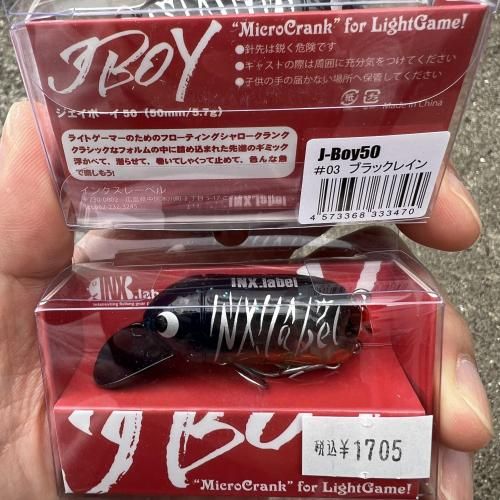 JBOY
"MicroCrank" for LightGame!
●針先は鋭く危険です
●キャストの際は周囲に充分気をつけてください
●子供の手の届かない場所へ保管してください
ジェイボーイ50 (50mm/5.7g)
Made in China
ライトゲーマーのためのフローティングシャロークランク
クラシックなフォルムの中に詰め込まれた先進のギミック
浮かべて、潜らせて、巻いてしゃくって止めて、色んな魚
で楽しもう!
インクスレーベル
J-Boy50
#03 ブラックレイン
4 573368 333470
INX.label
INX.label
INX.label
JBO
税込¥1705
"MicroCrank" for LightGame!